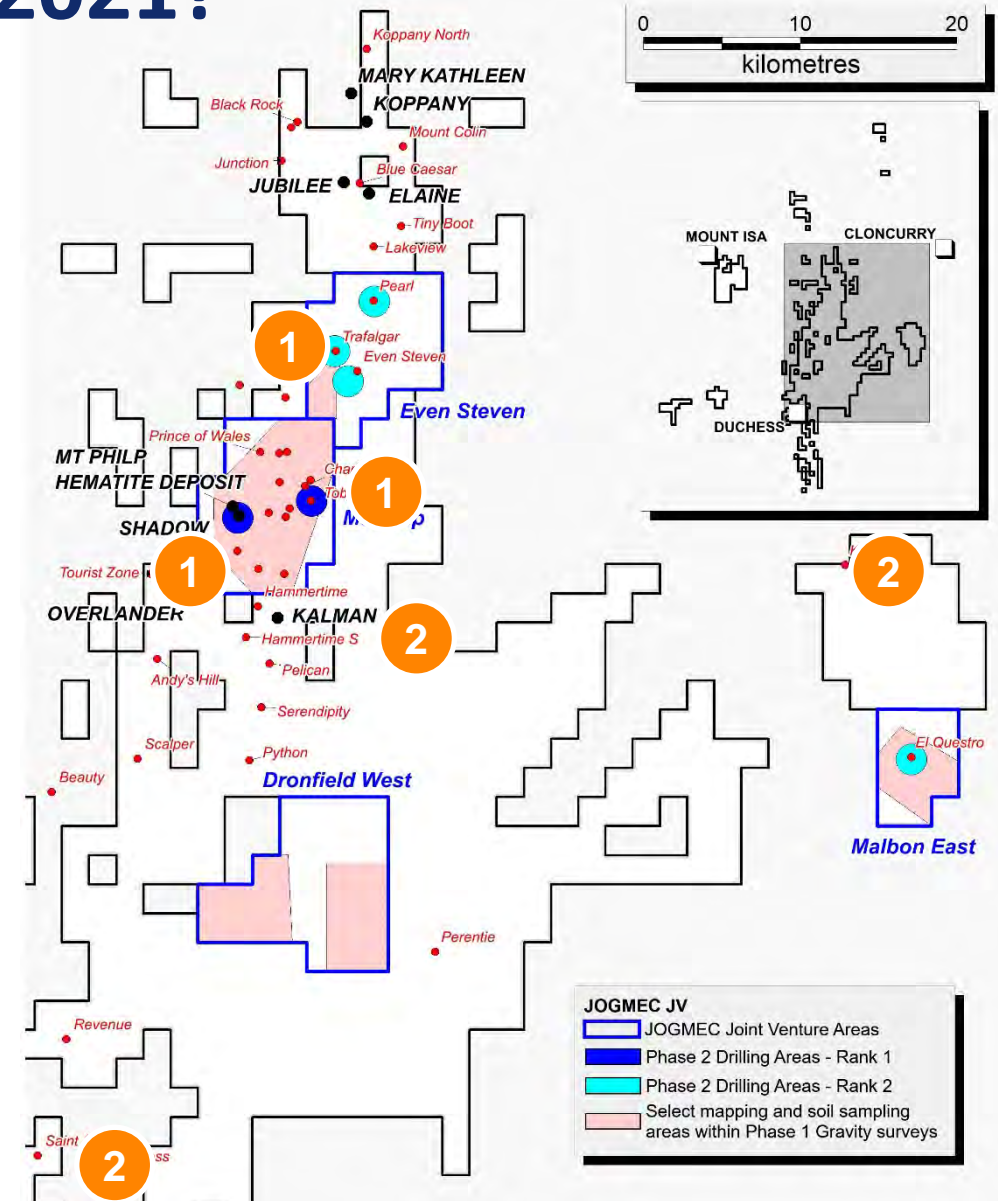 2021?
0 10 20
kilometres
Koppany North
MARY KATHLEEN
KOPPANY
Black Rock
Mount Colin
Junction
Blue Caesar
JUBILEE
ELAINE
Tiny Boot
Lakeview
MOUNT ISA
CLONCURRY
DUCHESS
Pearl
1
Trafalgar
Even Steven
Even Steven
Prince of Wales
MT PHILP
HEMATITE DEPOSIT
1
SHADOW
Tourist Zone
1
2
Hammertime
OVERLANDER
KALMAN
2
Hammertime S
Pelican
Andy's Hill
Serendipity
Scalper
Python
El Questro
Beauty
Dronfield West
Malbon East
Perentie
Revenue
JOGMEC JV
JOGMEC Joint Venture Areas
Phase 2 Drilling Areas - Rank 1
Phase 2 Drilling Areas - Rank 2
Select mapping and soil sampling
areas within Phase 1 Gravity surveys
Saint
2